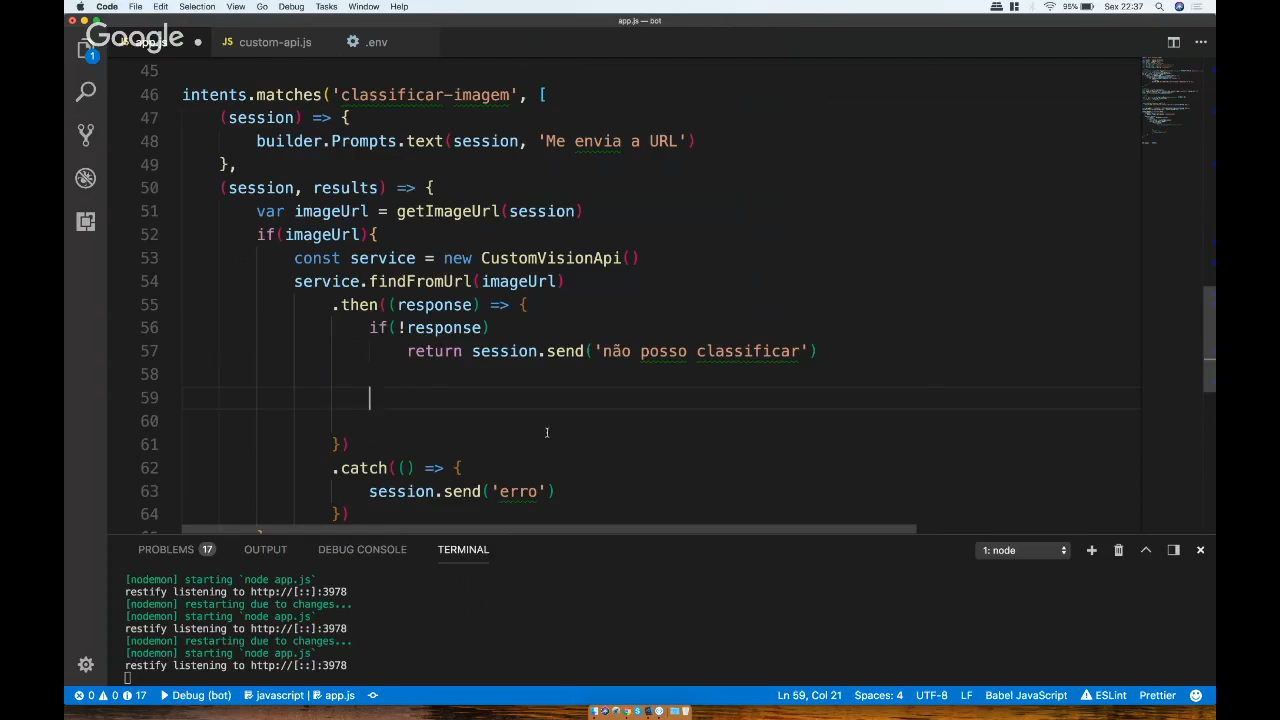 Code File Edit Selection View Go Debug Tasks Window Help 95% Sex 22:37
app.js — bot
Google
JS app.js JS custom-api.js .env
1
45
46 intents.matches('classificar-imagem', [
47 (session) => {
48 builder.Prompts.text(session, 'Me envia a URL')
49 },
50 (session, results) => {
51 var imageUrl = getImageUrl(session)
52 if(imageUrl){
53 const service = new CustomVisionApi()
54 service.findFromUrl(imageUrl)
55 .then((response) => {
56 if(!response)
57 return session.send('não posso classificar')
58
59
60
61 })
62 .catch(() => {
63 session.send('erro')
64 })
PROBLEMS 17 OUTPUT DEBUG CONSOLE TERMINAL 1: node
[nodemon] starting `node app.js`
restify listening to http://[::]:3978
[nodemon] restarting due to changes...
[nodemon] starting `node app.js`
restify listening to http://[::]:3978
[nodemon] restarting due to changes...
[nodemon] starting `node app.js`
restify listening to http://[::]:3978
0 0 17 Debug (bot) javascript | app.js Ln 59, Col 21 Spaces: 4 UTF-8 LF Babel JavaScript ESLint Prettier